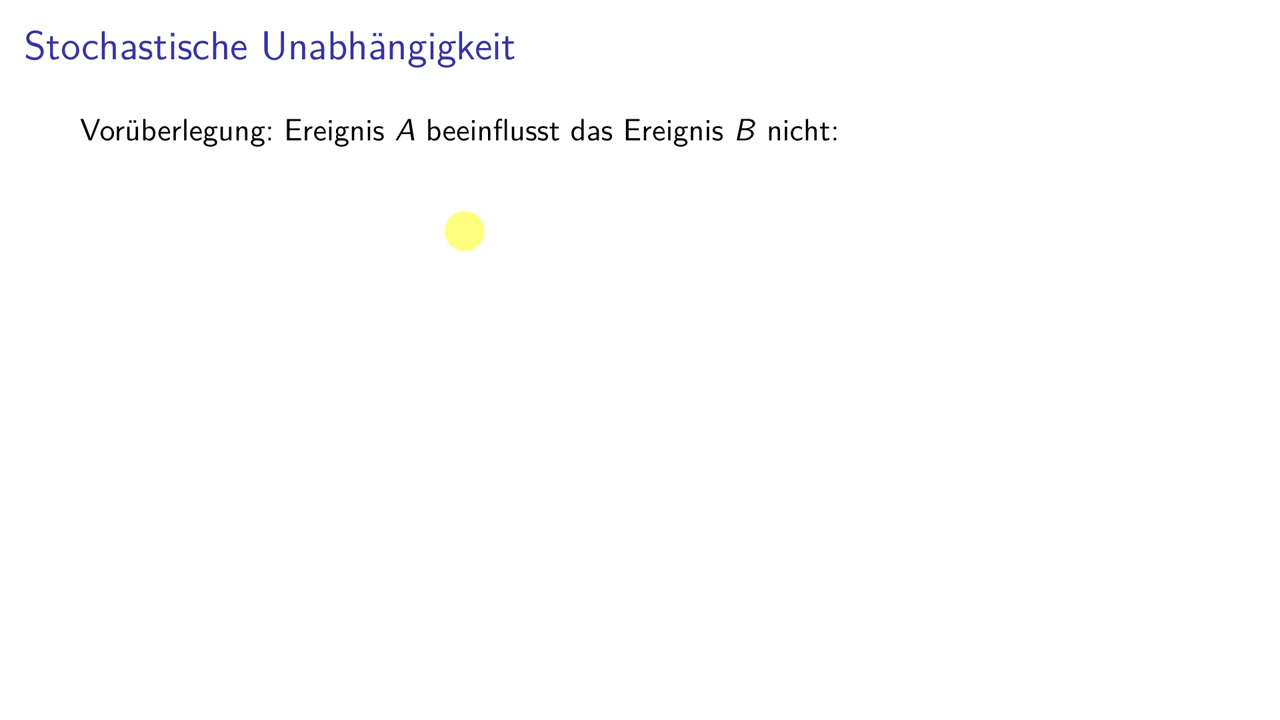 Stochastische Unabhängigkeit
Vorüberlegung: Ereignis A beeinflusst das Ereignis B nicht: